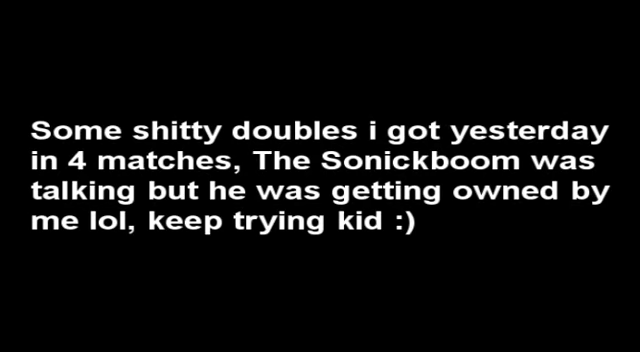 Some shitty doubles i got yesterday
in 4 matches, The Sonickboom was
talking but he was getting owned by
me lol, keep trying kid :)